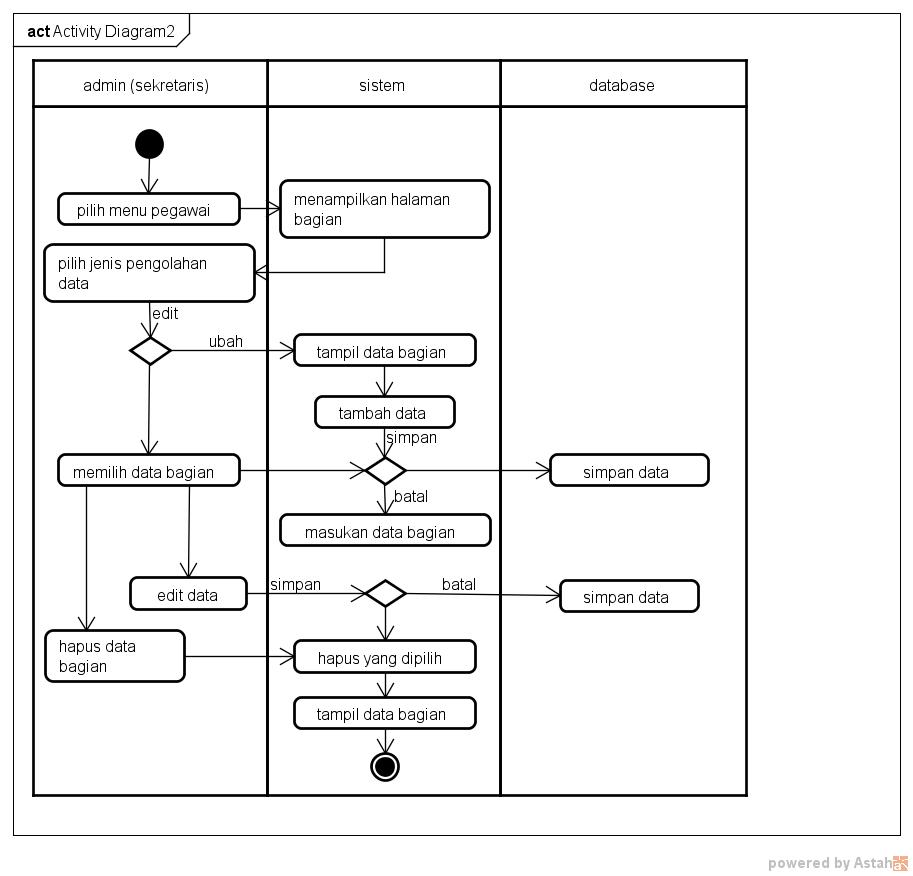 act Activity Diagram2
admin (sekretaris)
sistem
database
pilih menu pegawai
menampilkan halaman
bagian
pilih jenis pengolahan
data
edit
ubah
tampil data bagian
tambah data
simpan
memilih data bagian
simpan data
batal
masukan data bagian
edit data
simpan
batal
simpan data
hapus data
bagian
hapus yang dipilih
tampil data bagian
powered by Astah